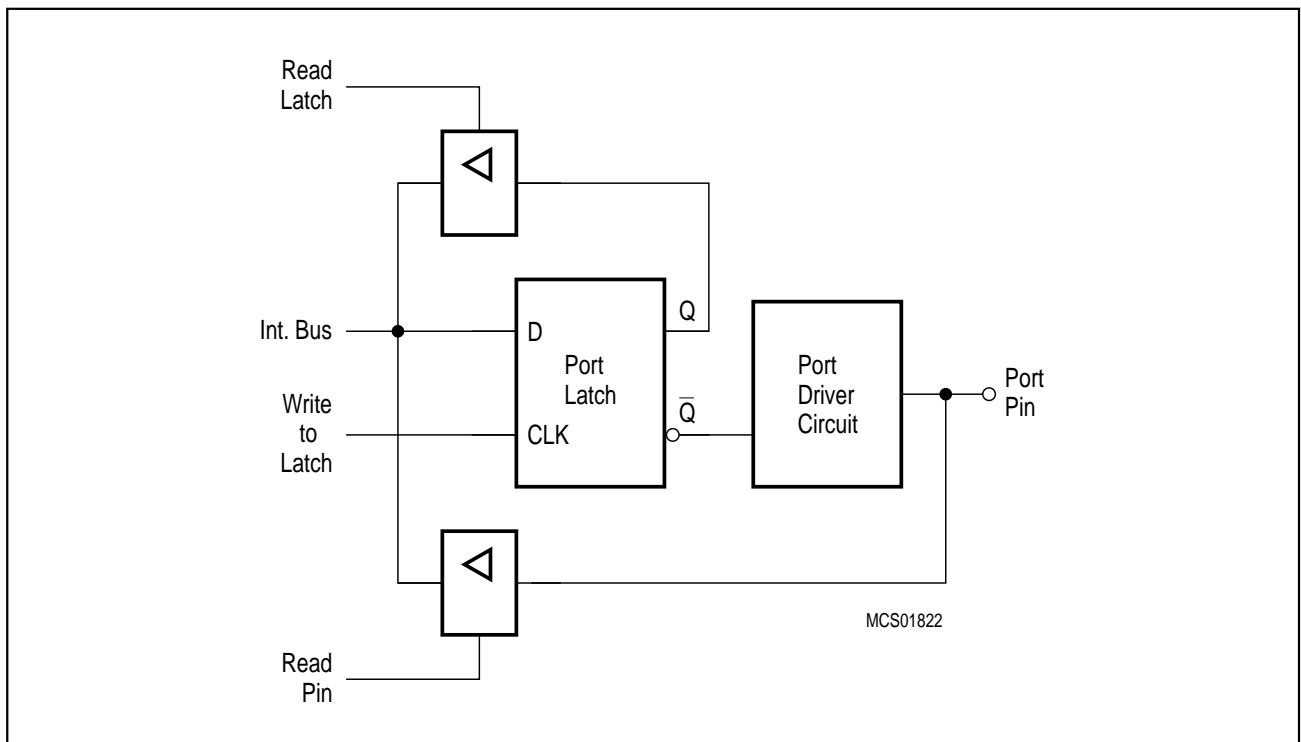 Read
Latch
Int. Bus
D
Q
Port
Latch
Port
Driver
Circuit
Port
Pin
Write
to
Latch
CLK
Q̅
MCS01822
Read
Pin